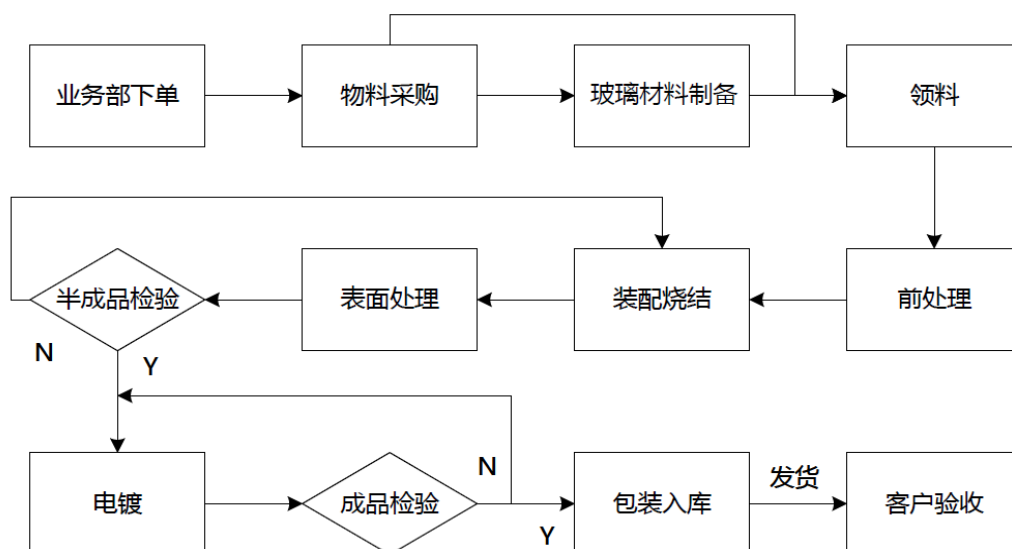 业务部下单
物料采购
玻璃材料制备
领料
半成品检验
表面处理
装配烧结
前处理
N
Y
电镀
成品检验
N
Y
包装入库
发货
客户验收